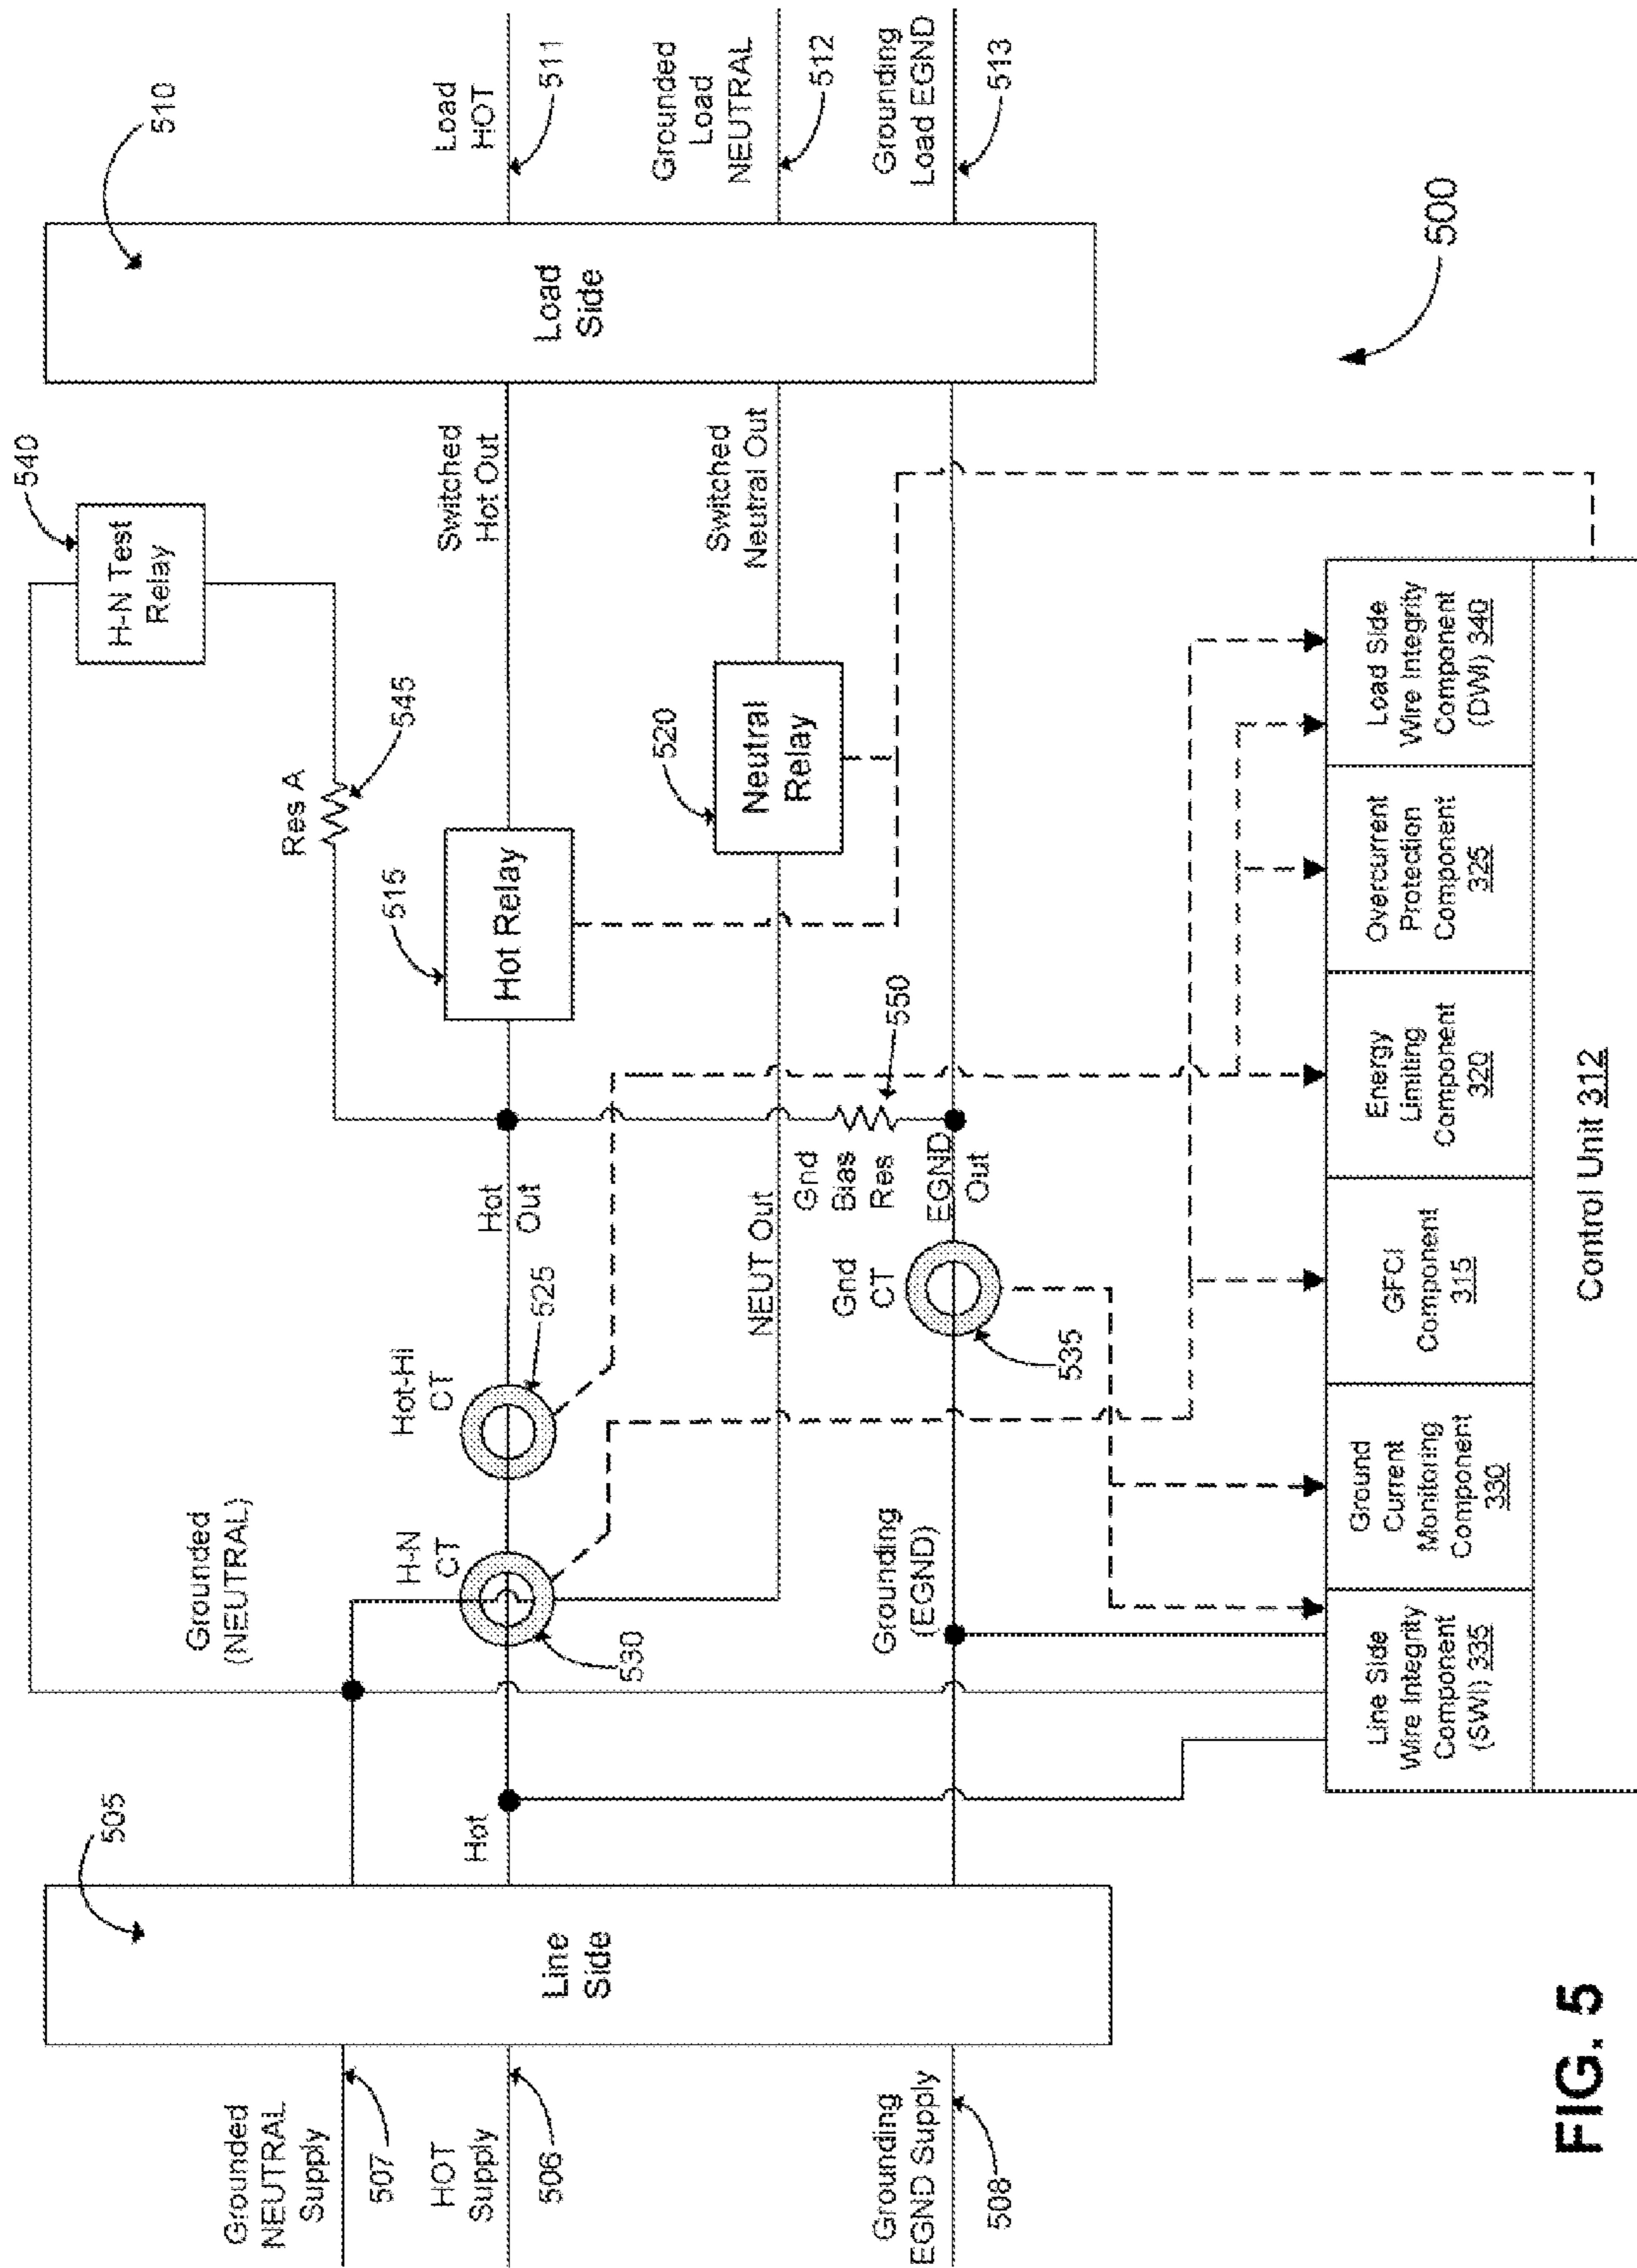 510
540
H-N Test
Relay
Res A
545
Load
HOT
511
Grounded
Load
NEUTRAL
512
Grounding
Load EGND
513
Load
Side
Switched
Hot Out
Switched
Neutral Out
515
Hot Relay
520
Neutral
Relay
Hot
Out
Hot-Hi
CT
525
H-N
CT
530
Grounded
(NEUTRAL)
NEUT Out
Gnd
Bias
Res
550
EGND
Out
Gnd
CT
535
Grounding
(EGND)
505
Hot
Line
Side
Grounded
NEUTRAL
Supply
507
HOT
Supply
506
Grounding
EGND Supply
508
Line Side
Wire Integrity
Component
(SWI) 335
Ground
Current
Monitoring
Component
330
GFCI
Component
315
Energy
Limiting
Component
320
Overcurrent
Protection
Component
325
Load Side
Wire Integrity
Component
(DWI) 340
Control Unit 312
500
FIG. 5